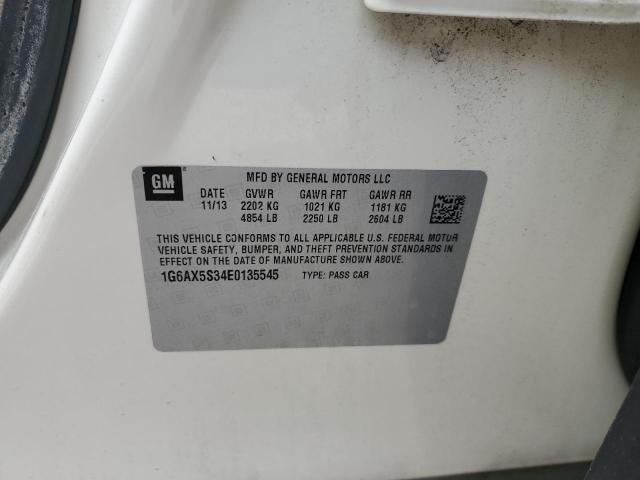 GM
MFD BY GENERAL MOTORS LLC
DATE GVWR GAWR FRT GAWR RR
11/13 2202 KG 1021 KG 1181 KG
4854 LB 2250 LB 2604 LB
THIS VEHICLE CONFORMS TO ALL APPLICABLE U.S. FEDERAL MOTOR
VEHICLE SAFETY, BUMPER, AND THEFT PREVENTION STANDARDS IN
EFFECT ON THE DATE OF MANUFACTURE SHOWN ABOVE.
1G6AX5S34E0135545 TYPE: PASS CAR